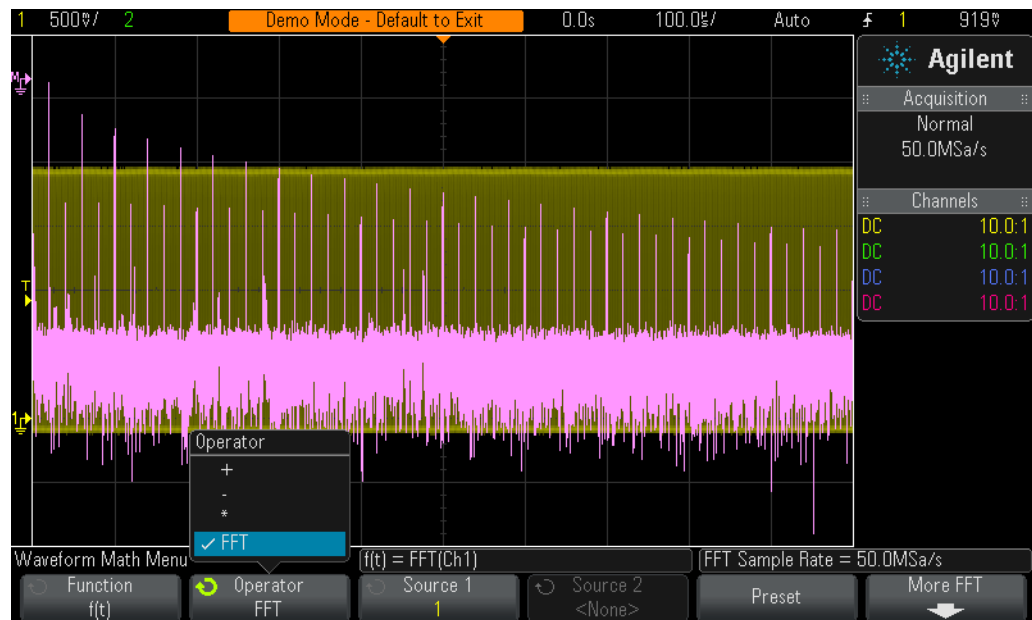 1 500mV/ 2 Demo Mode - Default to Exit 0.0s 100.0us/ Auto 1 919mV
Agilent
Acquisition
Normal
50.0MSa/s
Channels
DC 10.0:1
DC 10.0:1
DC 10.0:1
DC 10.0:1
M
T
1
Operator
+
-
*
FFT
Waveform Math Menu
f(t) = FFT(Ch1)
FFT Sample Rate = 50.0MSa/s
Function
f(t)
Operator
FFT
Source 1
1
Source 2
<None>
Preset
More FFT